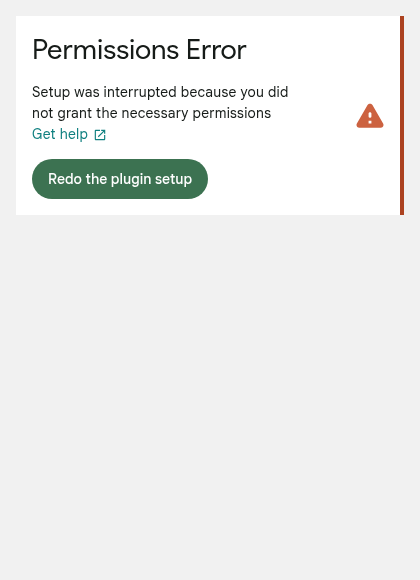 Permissions Error
Setup was interrupted because you did
not grant the necessary permissions
Get help
Redo the plugin setup